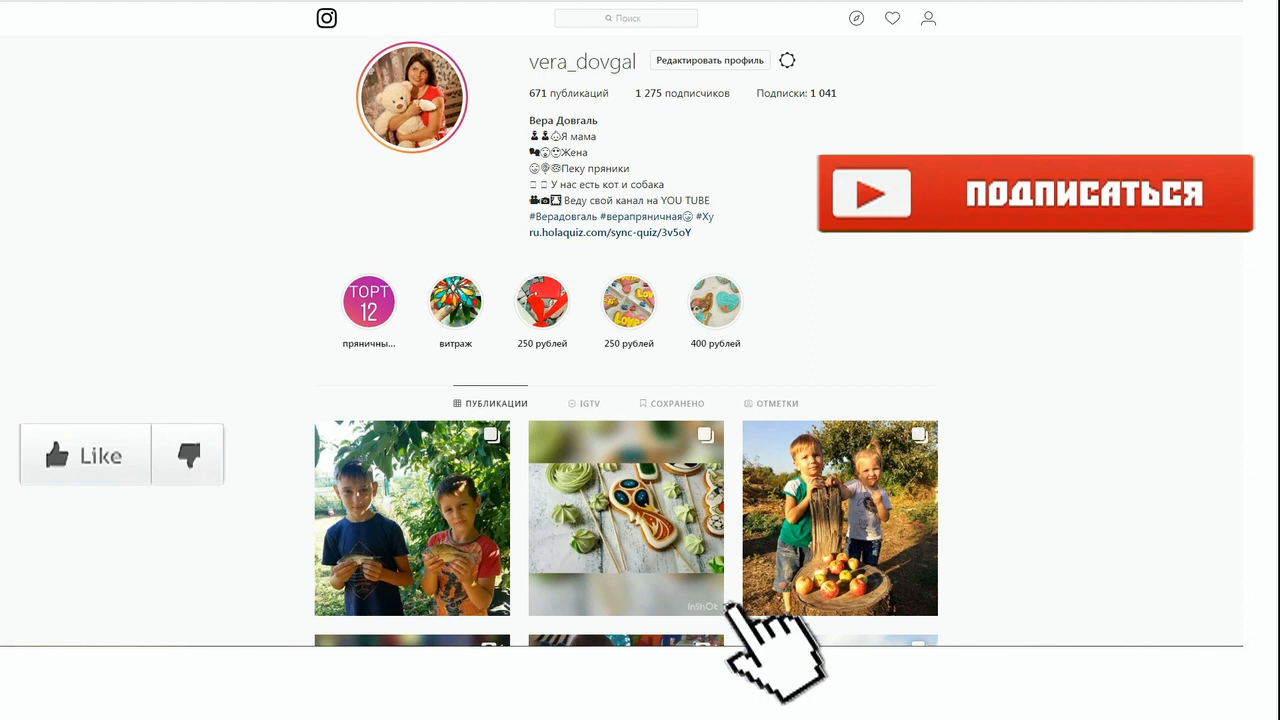 Поиск
vera_dovgal
Редактировать профиль
671 публикаций 1 275 подписчиков Подписки: 1 041
Вера Довгаль
Я мама
Жена
Пеку пряники
У нас есть кот и собака
Веду свой канал на YOU TUBE
#Верадовгаль #верапряничная #Ху
ru.holaquiz.com/sync-quiz/3v5oY
ПОДПИСАТЬСЯ
ТОРТ
12
Love
Love
пряничны...
витраж
250 рублей
250 рублей
400 рублей
ПУБЛИКАЦИИ
IGTV
СОХРАНЕНО
ОТМЕТКИ
Like
InShOt